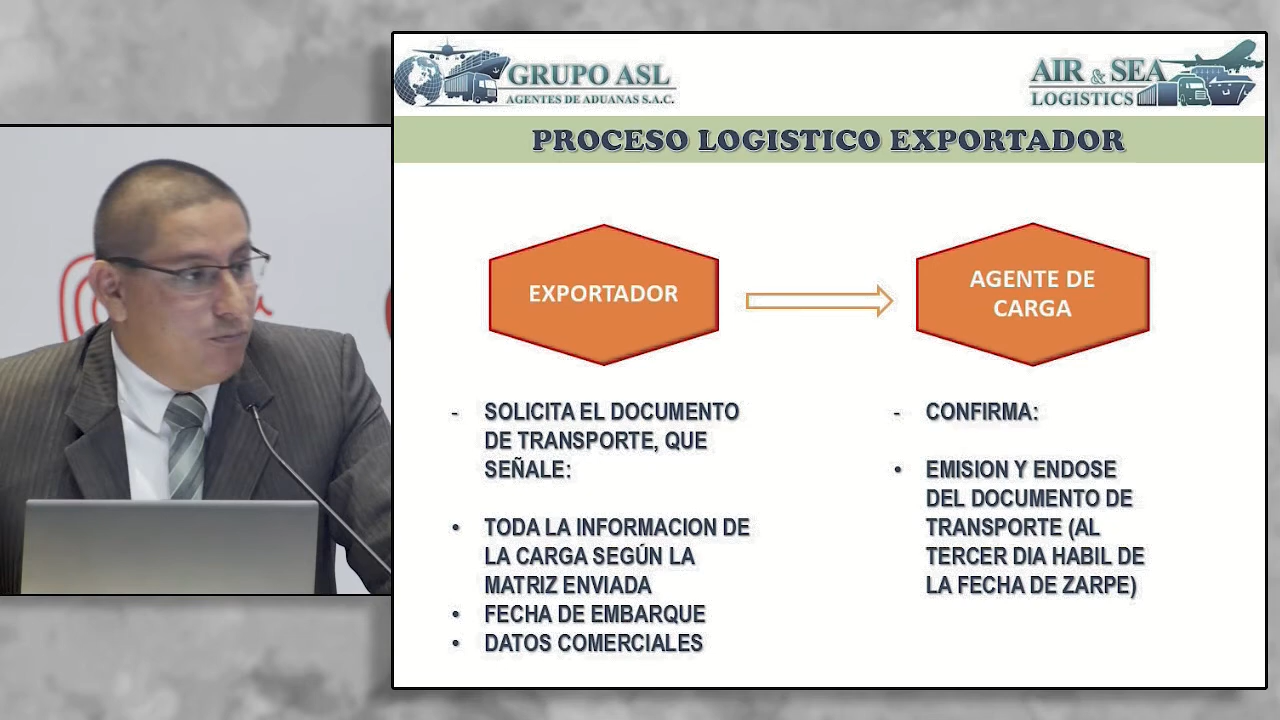 GRUPO ASL
AGENTES DE ADUANAS S.A.C.
AIR & SEA
LOGISTICS
PROCESO LOGISTICO EXPORTADOR
EXPORTADOR
AGENTE DE
CARGA
- SOLICITA EL DOCUMENTO
DE TRANSPORTE, QUE
SEÑALE:
• TODA LA INFORMACION DE
LA CARGA SEGÚN LA
MATRIZ ENVIADA
• FECHA DE EMBARQUE
• DATOS COMERCIALES
- CONFIRMA:
• EMISION Y ENDOSE
DEL DOCUMENTO DE
TRANSPORTE (AL
TERCER DIA HABIL DE
LA FECHA DE ZARPE)